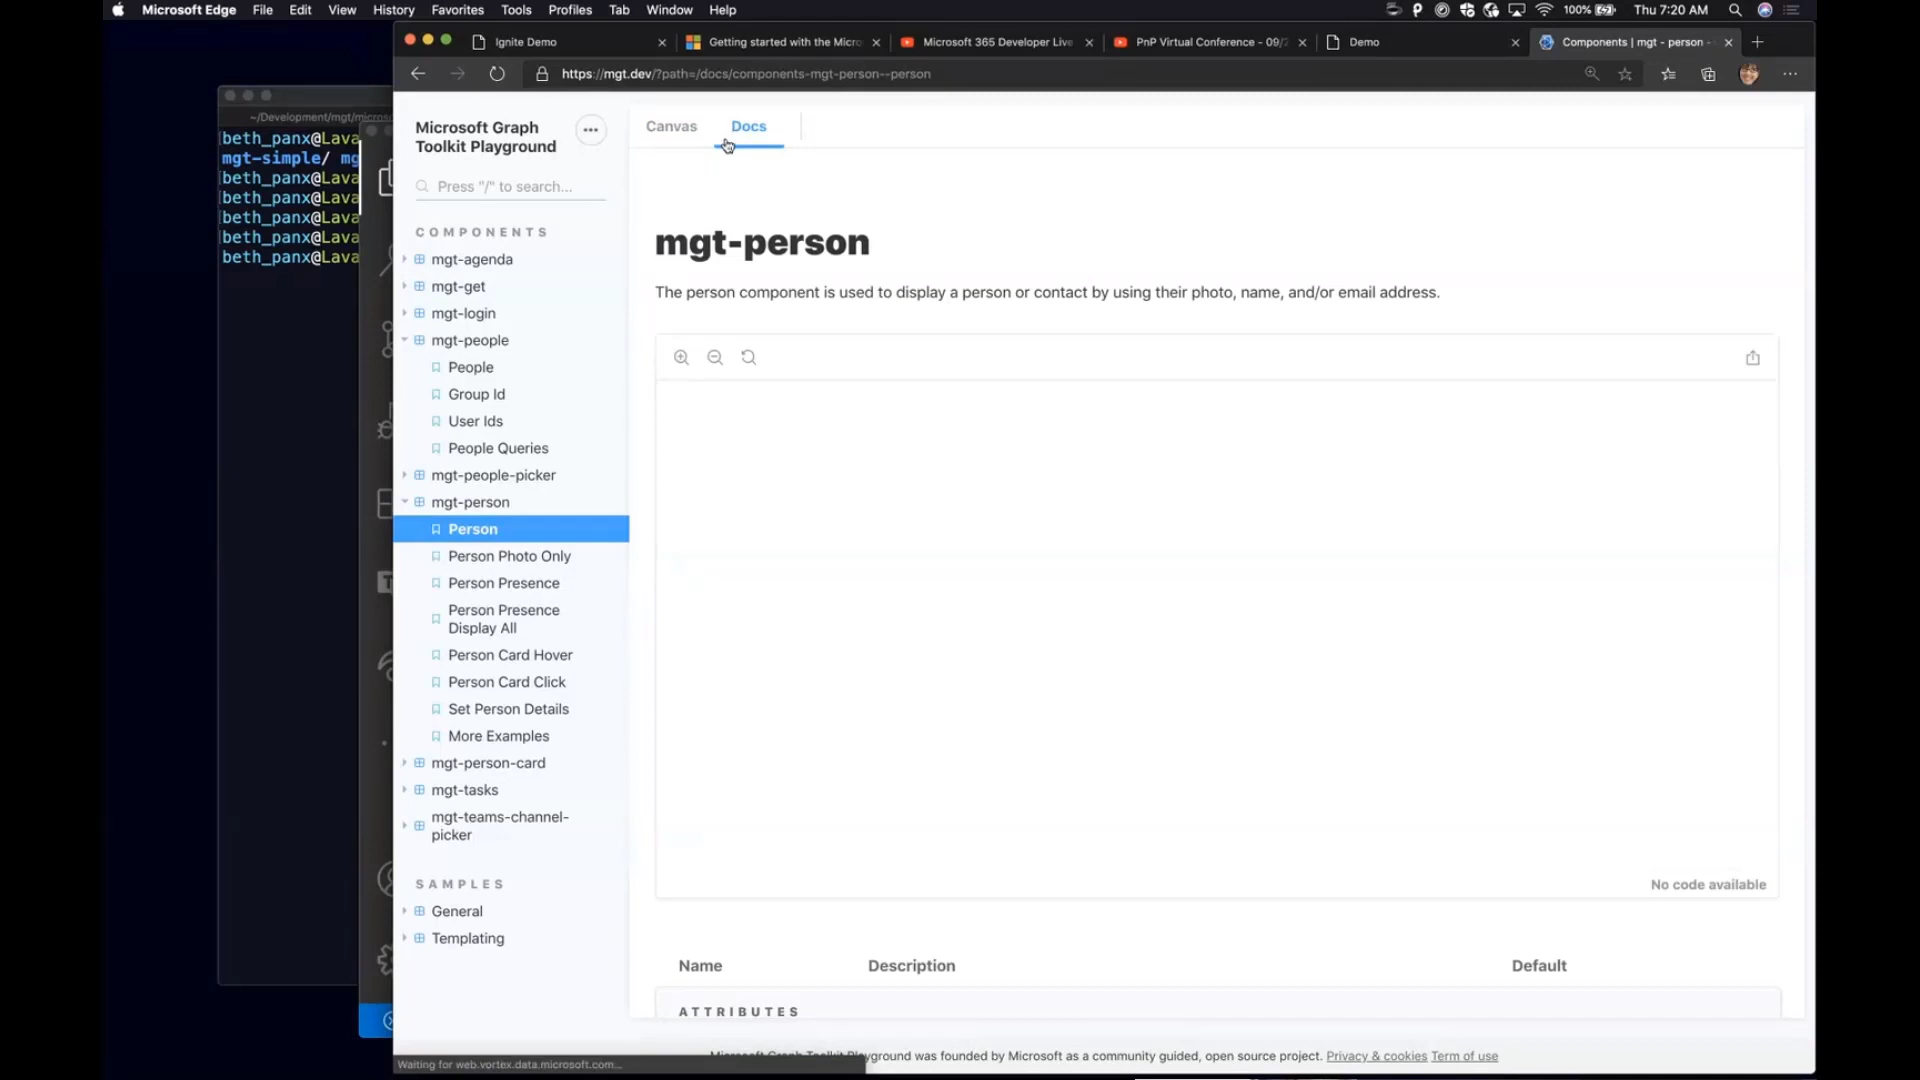 Microsoft Edge File Edit View History Favorites Tools Profiles Tab Window Help
100% Thu 7:20 AM
Ignite Demo
Getting started with the Micro
Microsoft 365 Developer Live
PnP Virtual Conference - 09/2
Demo
Components | mgt - person -
https://mgt.dev/?path=/docs/components-mgt-person--person
~/Development/mgt/microso
beth_panx@Lava
mgt-simple/ mg
beth_panx@Lava
beth_panx@Lava
beth_panx@Lava
beth_panx@Lava
beth_panx@Lava
Microsoft Graph
Toolkit Playground
Press "/" to search...
COMPONENTS
mgt-agenda
mgt-get
mgt-login
mgt-people
People
Group Id
User Ids
People Queries
mgt-people-picker
mgt-person
Person
Person Photo Only
Person Presence
Person Presence
Display All
Person Card Hover
Person Card Click
Set Person Details
More Examples
mgt-person-card
mgt-tasks
mgt-teams-channel-
picker
SAMPLES
General
Templating
Canvas Docs
mgt-person
The person component is used to display a person or contact by using their photo, name, and/or email address.
No code available
Name Description Default
ATTRIBUTES
Microsoft Graph Toolkit Playground was founded by Microsoft as a community guided, open source project. Privacy & cookies Term of use
Waiting for web.vortex.data.microsoft.com...